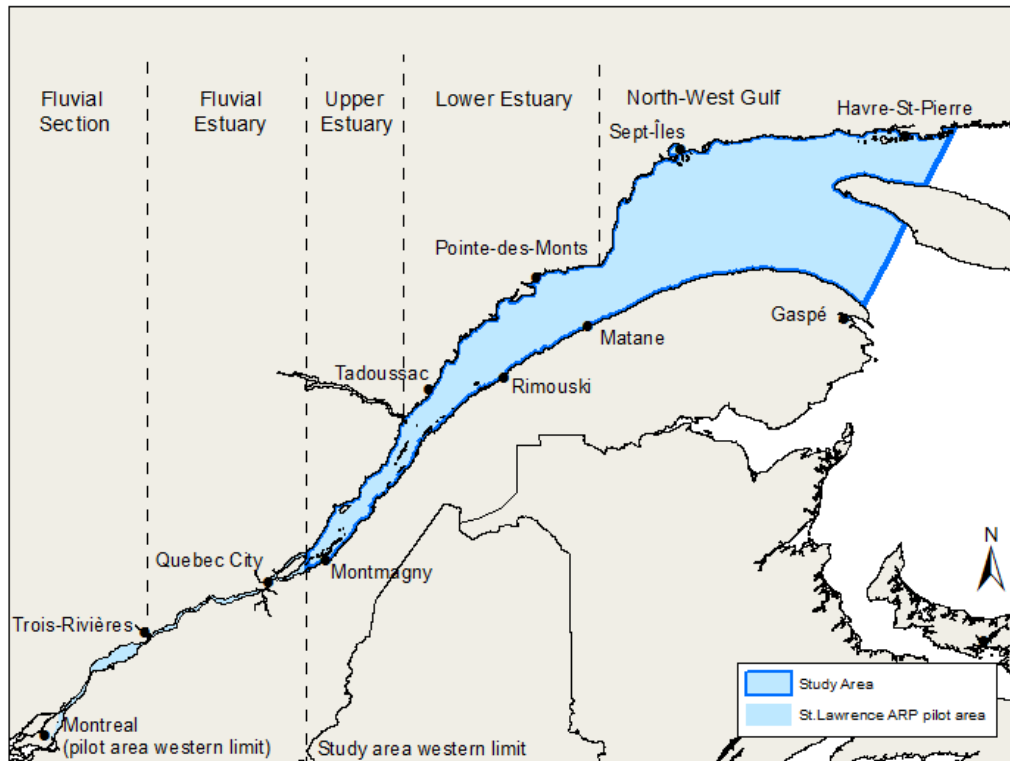 Fluvial
Section
Fluvial
Estuary
Upper
Estuary
Lower Estuary
North-West Gulf
Havre-St-Pierre
Sept-Îles
Pointe-des-Monts
Gaspé
Matane
Tadoussac
Rimouski
Quebec City
Montmagny
Trois-Rivières
Montreal
(pilot area western limit)
Study area western limit
N
Study Area
St.Lawrence ARP pilot area